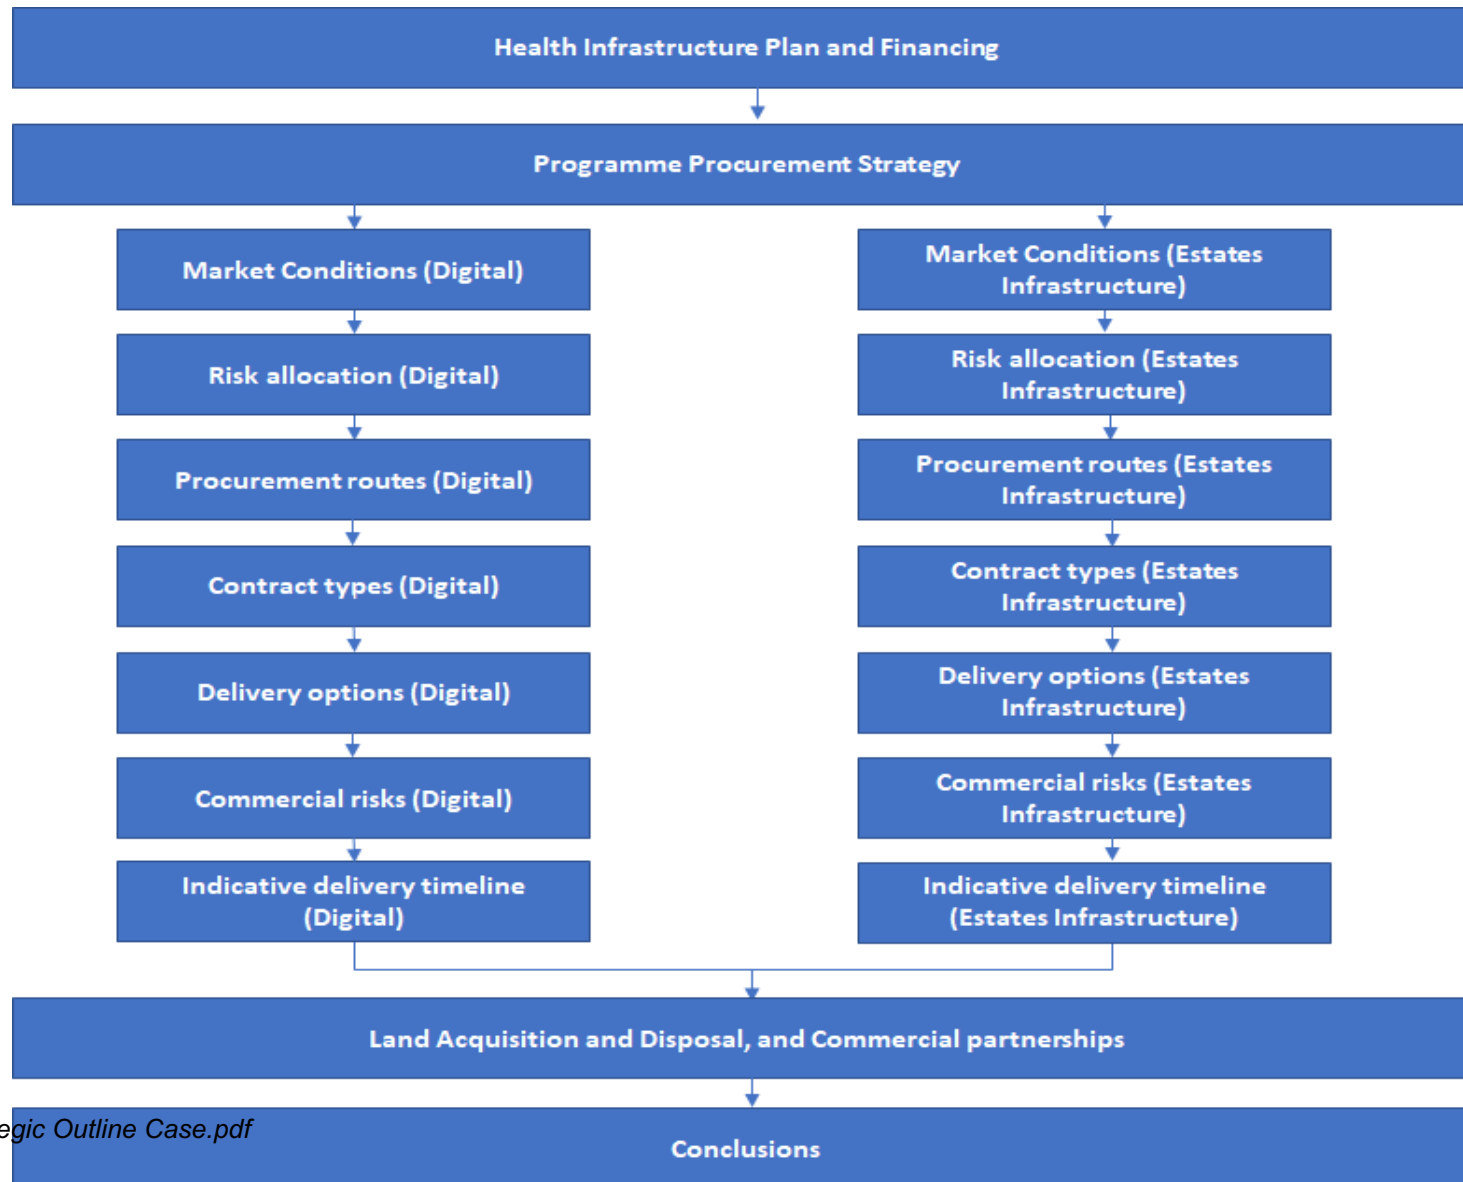 Health Infrastructure Plan and Financing
Programme Procurement Strategy
Market Conditions (Digital)
Risk allocation (Digital)
Procurement routes (Digital)
Contract types (Digital)
Delivery options (Digital)
Commercial risks (Digital)
Indicative delivery timeline
(Digital)
Market Conditions (Estates
Infrastructure)
Risk allocation (Estates
Infrastructure)
Procurement routes (Estates
Infrastructure)
Contract types (Estates
Infrastructure)
Delivery options (Estates
Infrastructure)
Commercial risks (Estates
Infrastructure)
Indicative delivery timeline
(Estates Infrastructure)
Land Acquisition and Disposal, and Commercial partnerships
egic Outline Case.pdf
Conclusions